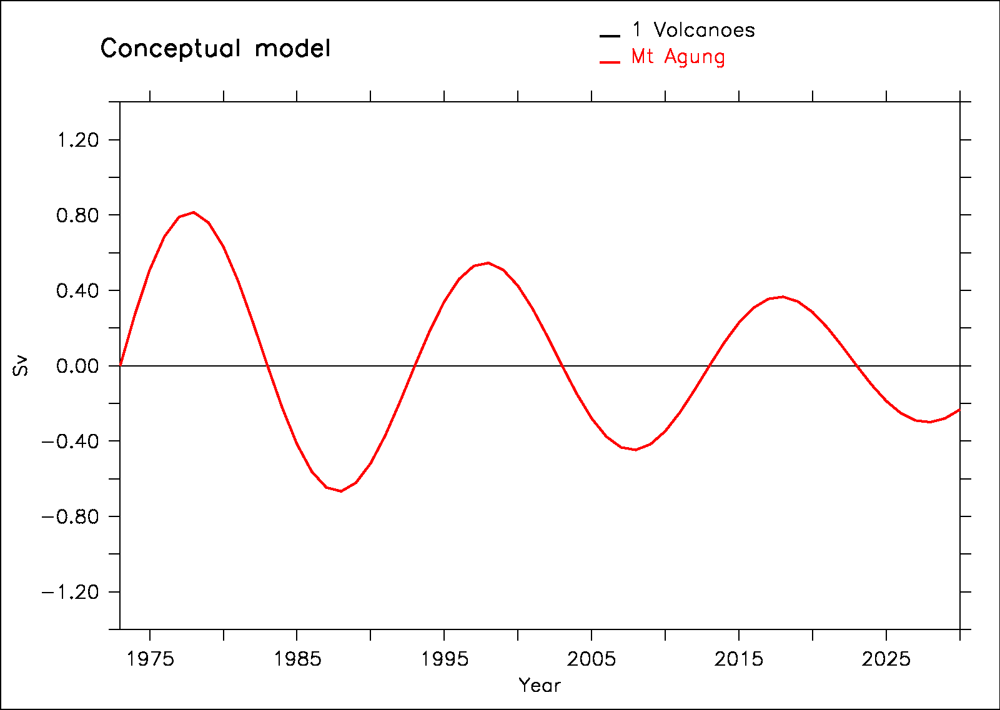 Conceptual model
1 Volcanoes
Mt Agung
1.20
0.80
0.40
0.00
−0.40
−0.80
−1.20
Sv
1975 1985 1995 2005 2015 2025
Year